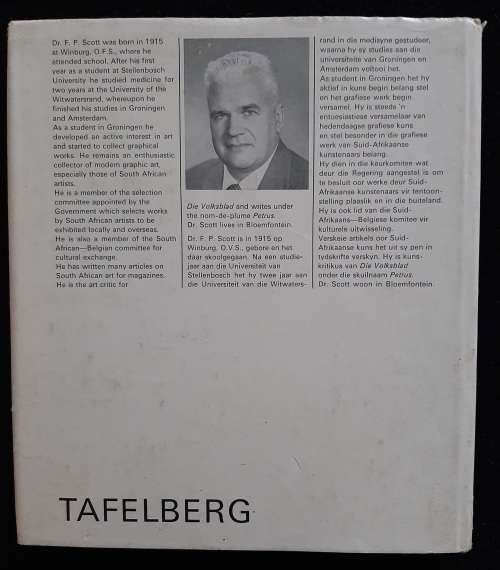 Dr. F. P. Scott was born in 1915
at Winburg, O.F.S., where he
attended school. After his first
year as a student at Stellenbosch
University he studied medicine for
two years at the University of the
Witwatersrand, whereupon he
finished his studies in Groningen
and Amsterdam.
As a student in Groningen he
developed an active interest in art
and started to collect graphical
works. He remains an enthusiastic
collector of modern graphic art,
especially those of South African
artists.
He is a member of the selection
committee appointed by the
Government which selects works
by South African artists to be
exhibited locally and overseas.
He is also a member of the South
African—Belgian committee for
cultural exchange.
He has written many articles on
South African art for magazines.
He is the art critic for
Die Volksblad and writes under
the nom-de-plume Petrus.
Dr. Scott lives in Bloemfontein.
Dr. F. P. Scott is in 1915 op
Winburg, O.V.S., gebore en het
daar skoolgegaan. Na een studie-
jaar aan die Universiteit van
Stellenbosch het hy twee jaar aan
die Universiteit van die Witwaters-
rand in die medisyne gestudeer,
waarna hy sy studies aan die
universiteite van Groningen en
Amsterdam voltooi het.
As student in Groningen het hy
aktief in kuns begin belang stel
en het grafiese werk begin
versamel. Hy is steeds 'n
entoesiastiese versamelaar van
hedendaagse grafiese kuns
en stel besonder in die grafiese
werk van Suid-Afrikaanse
kunstenaars belang.
Hy dien in die keurkomitee wat
deur die Regering aangestel is om
te besluit oor werke deur Suid-
Afrikaanse kunstenaars vir tentoon-
stelling plaaslik en in die buiteland.
Hy is ook lid van die Suid-
Afrikaans—Belgiese komitee vir
kulturele uitwisseling.
Verskeie artikels oor Suid-
Afrikaanse kuns het uit sy pen in
tydskrifte verskyn. Hy is kuns-
kritikus van Die Volksblad
onder die skuilnaam Petrus.
Dr. Scott woon in Bloemfontein.
TAFELBERG